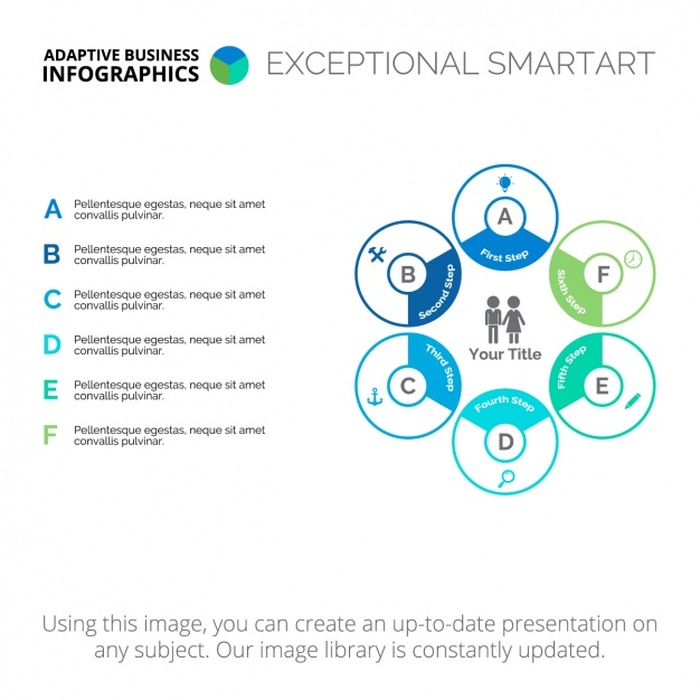 ADAPTIVE BUSINESS
INFOGRAPHICS
EXCEPTIONAL SMARTART
A
Pellentesque egestas, neque sit amet
convallis pulvinar.
B
Pellentesque egestas, neque sit amet
convallis pulvinar.
C
Pellentesque egestas, neque sit amet
convallis pulvinar.
D
Pellentesque egestas, neque sit amet
convallis pulvinar.
E
Pellentesque egestas, neque sit amet
convallis pulvinar.
F
Pellentesque egestas, neque sit amet
convallis pulvinar.
A
First Step
B
Second Step
C
Third Step
D
Fourth Step
E
Fifth Step
F
Sixth Step
Your Title
Using this image, you can create an up-to-date presentation on
any subject. Our image library is constantly updated.